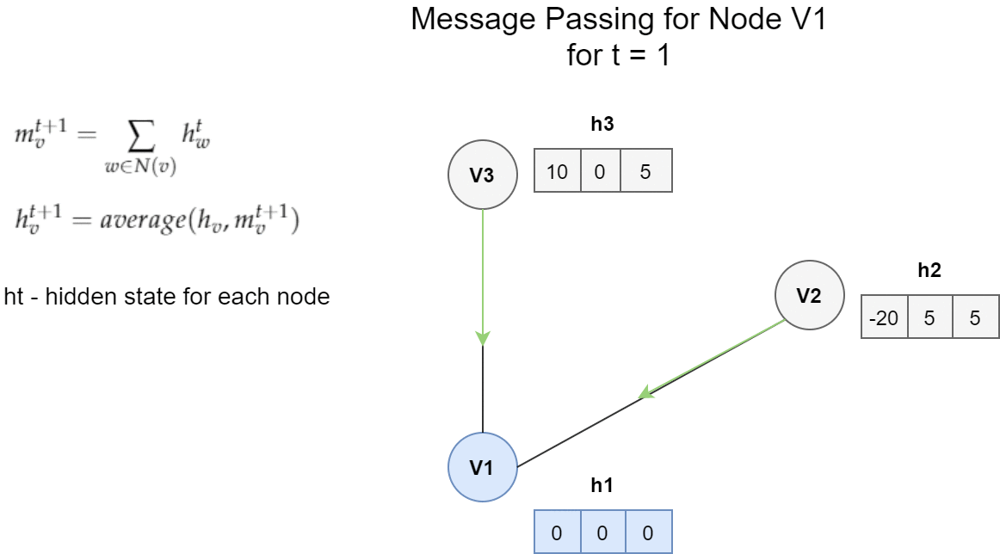 Message Passing for Node V1
for t = 1
m_v^{t+1} = \sum_{w∈N(v)} h_w^t
h_v^{t+1} = average(h_v, m_v^{t+1})
ht - hidden state for each node
h3
V3
10 0 5
h2
V2
-20 5 5
V1
h1
0 0 0